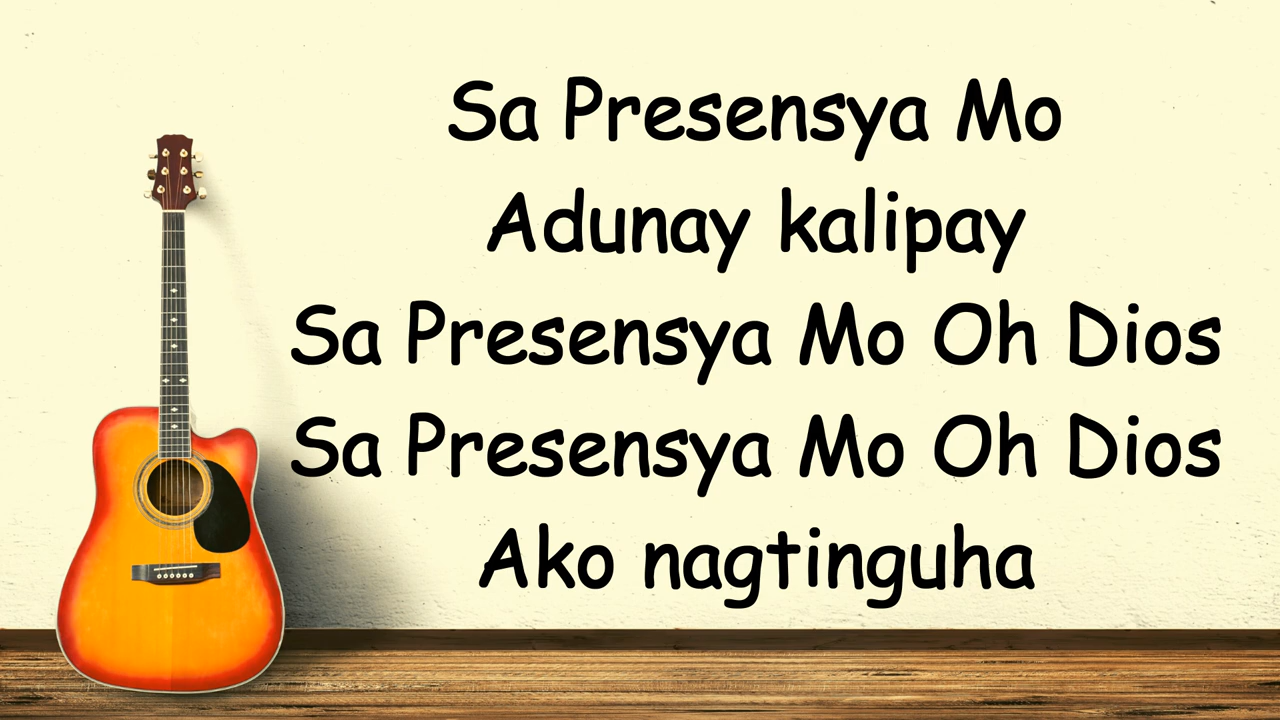 Sa Presensya Mo
Adunay kalipay
Sa Presensya Mo Oh Dios
Sa Presensya Mo Oh Dios
Ako nagtinguha